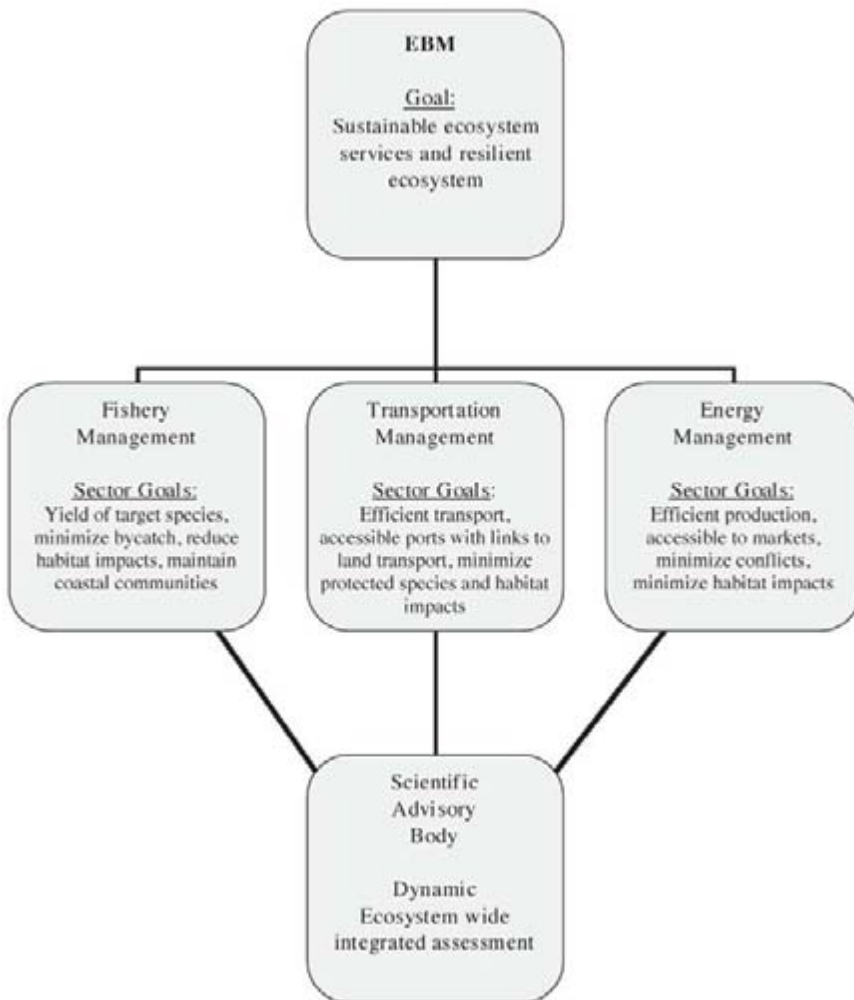 EBM
Goal:
Sustainable ecosystem
services and resilient
ecosystem
Fishery
Management
Sector Goals:
Yield of target species,
minimize bycatch, reduce
habitat impacts, maintain
coastal communities
Transportation
Management
Sector Goals:
Efficient transport,
accessible ports with links to
land transport, minimize
protected species and habitat
impacts
Energy
Management
Sector Goals:
Efficient production,
accessible to markets,
minimize conflicts,
minimize habitat impacts
Scientific
Advisory
Body
Dynamic
Ecosystem wide
integrated assessment